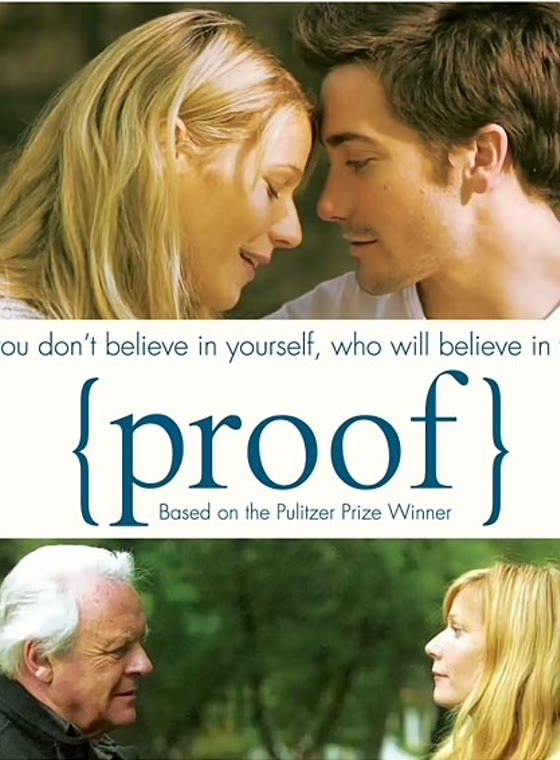 ou don't believe in yourself, who will believe in
{proof}
Based on the Pulitzer Prize Winner